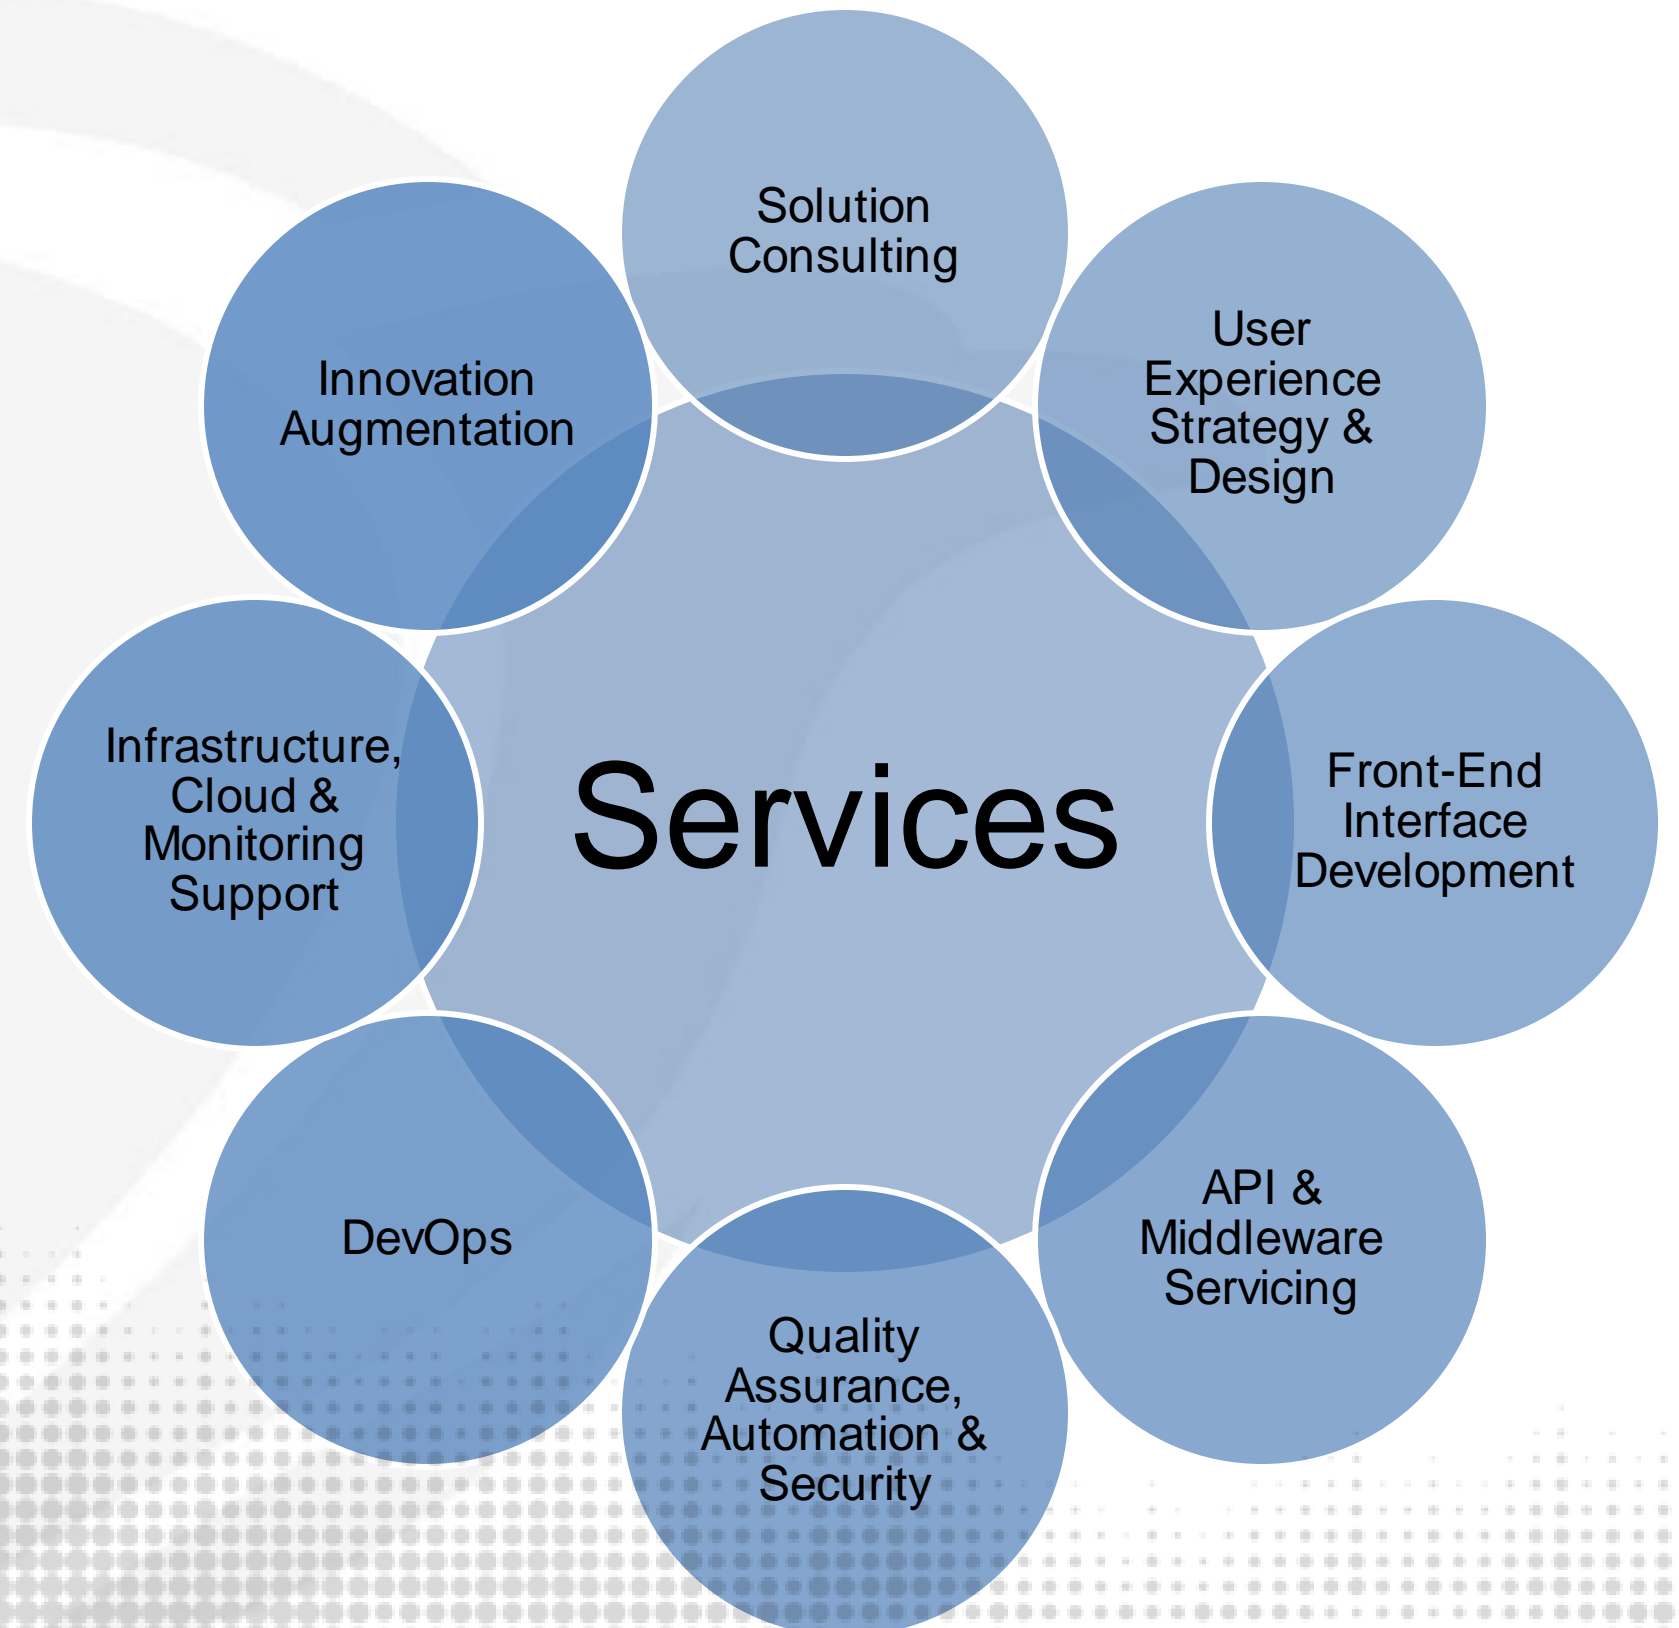 Solution
Consulting
User
Experience
Strategy &
Design
Front-End
Interface
Development
API &
Middleware
Servicing
Quality
Assurance,
Automation &
Security
DevOps
Infrastructure,
Cloud &
Monitoring
Support
Innovation
Augmentation
Services